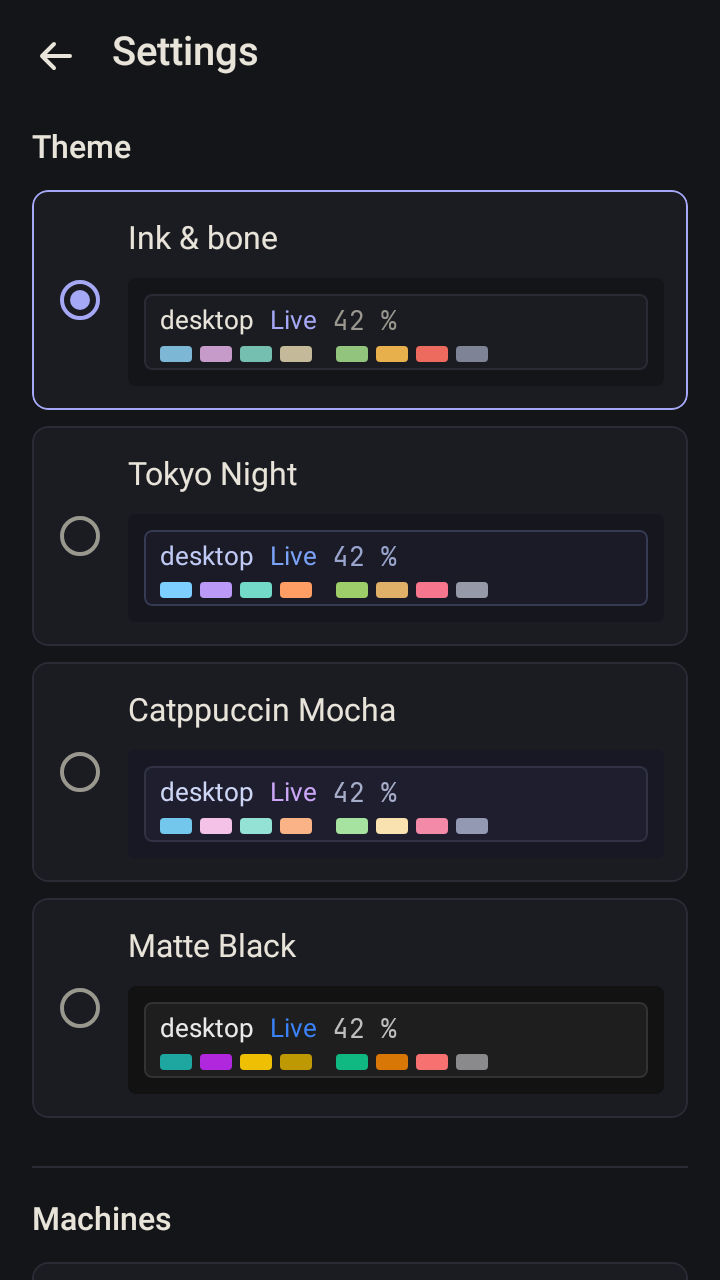 Settings
Theme
Ink & bone
desktop Live 42 %
Tokyo Night
desktop Live 42 %
Catppuccin Mocha
desktop Live 42 %
Matte Black
desktop Live 42 %
Machines